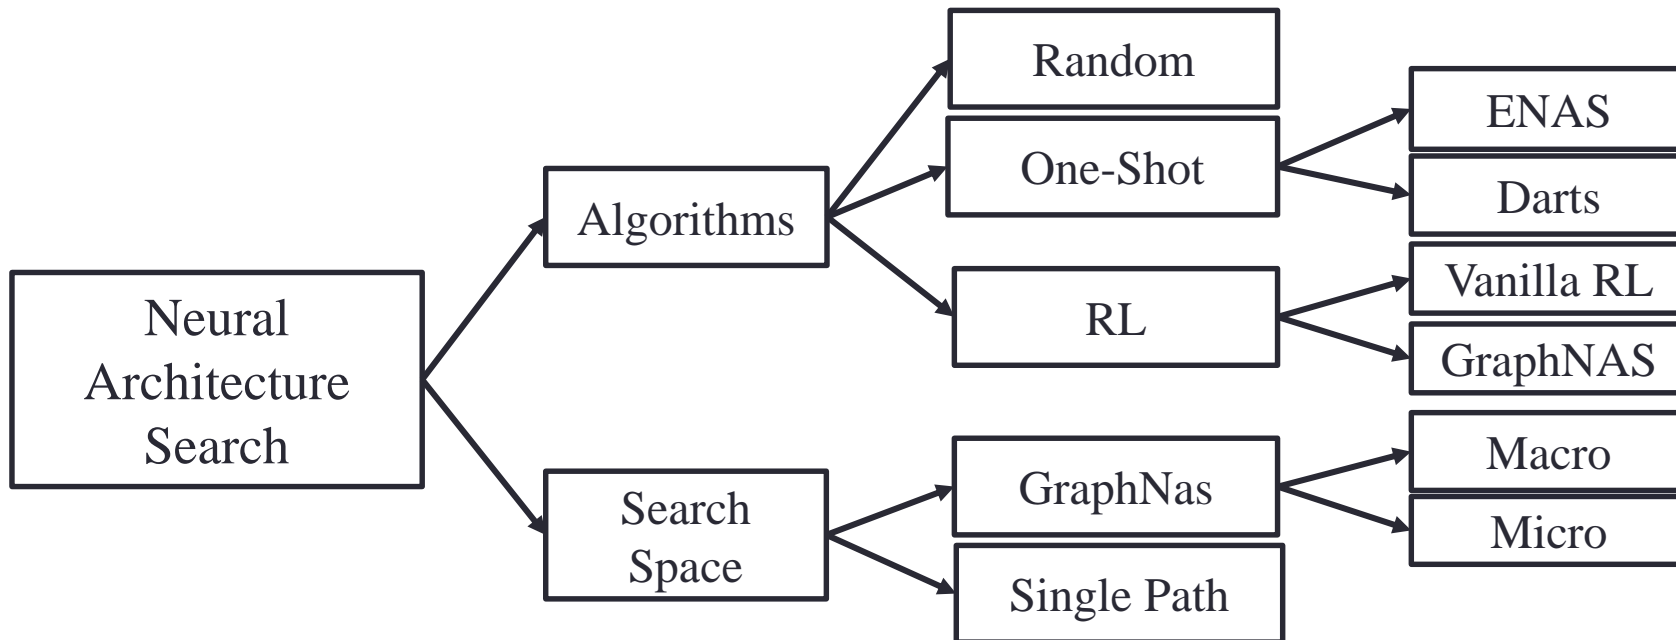 Neural
Architecture
Search
Algorithms
Search
Space
Random
One-Shot
RL
GraphNas
Single Path
ENAS
Darts
Vanilla RL
GraphNAS
Macro
Micro